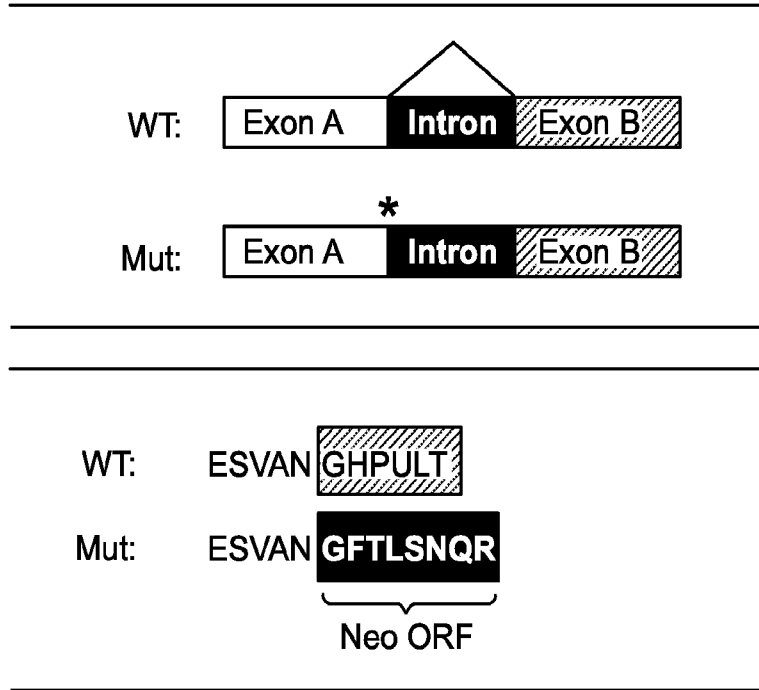 WT: Exon A Intron Exon B
*
Mut: Exon A Intron Exon B
WT: ESVAN GHPULT
Mut: ESVAN GFTLSNQR
Neo ORF